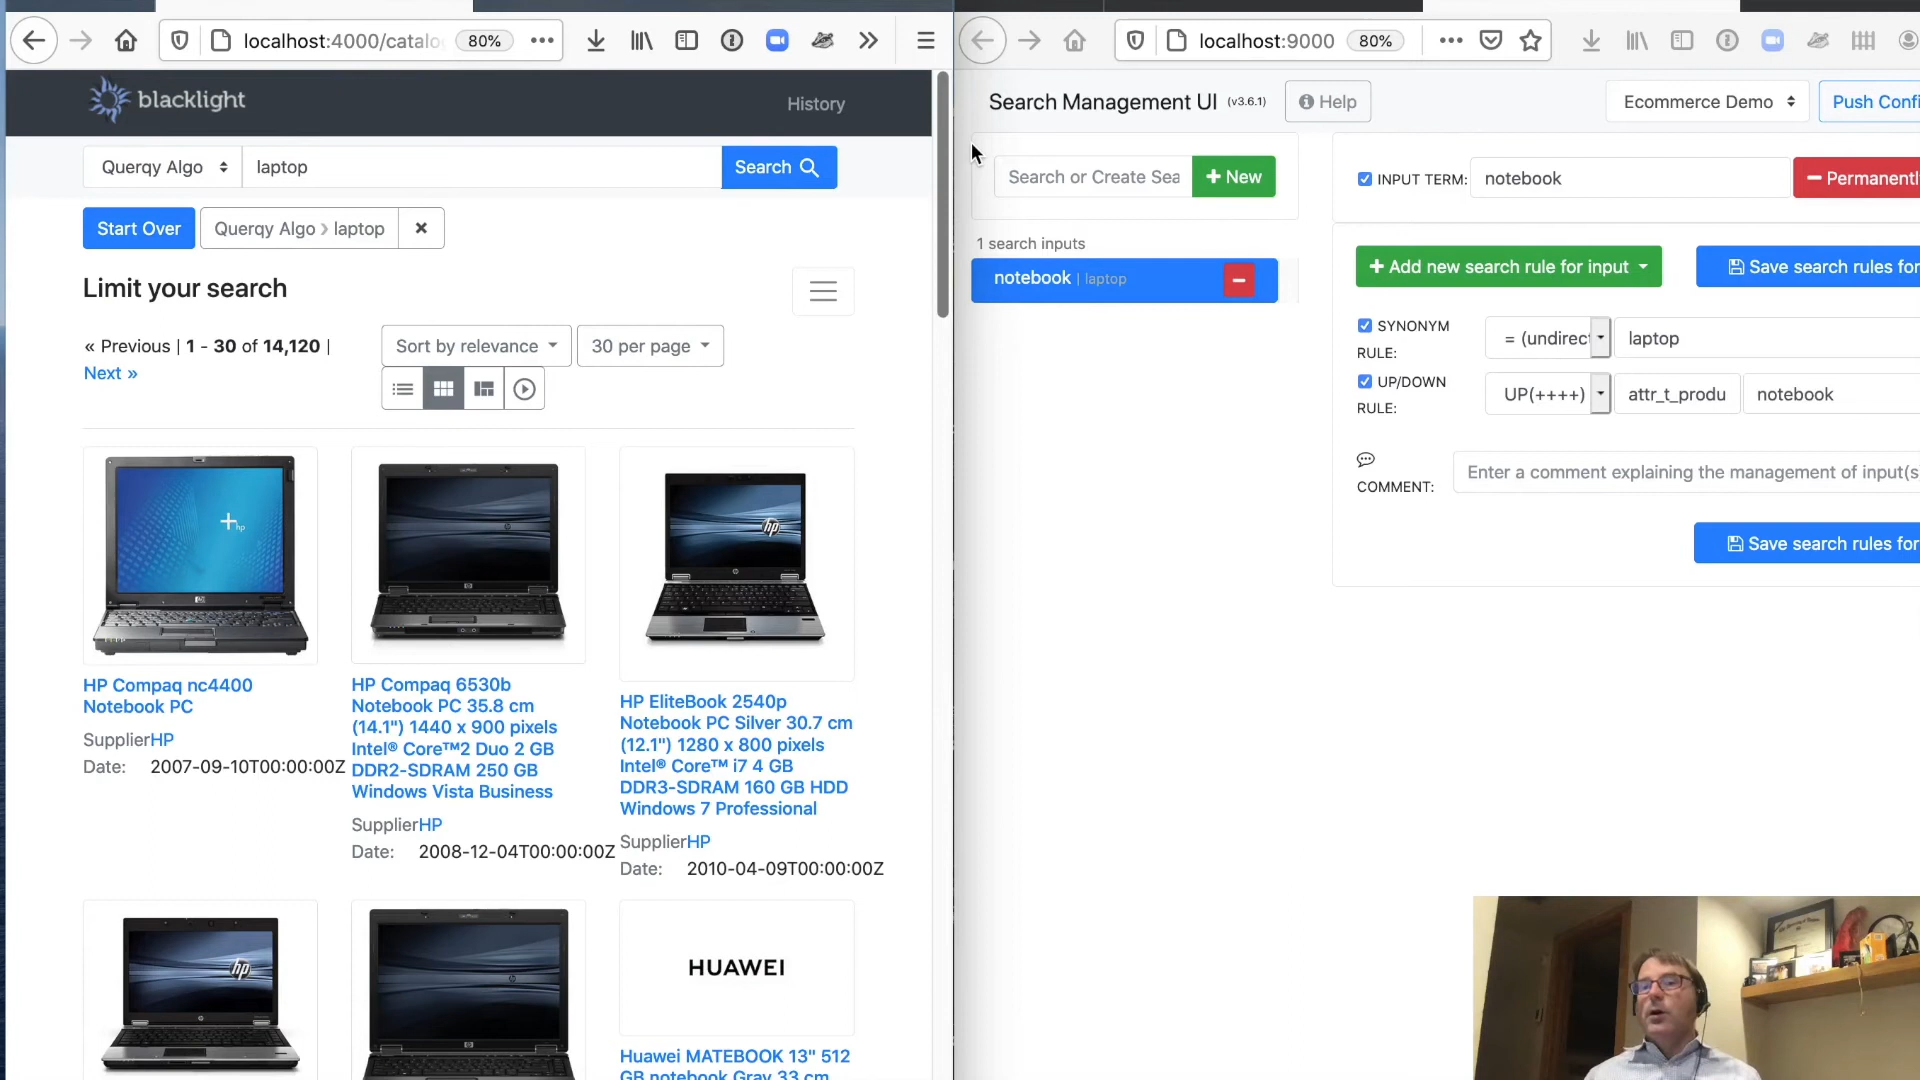 localhost:4000/catalo 80%
localhost:9000 80%
blacklight
History
Search Management UI (v3.6.1) Help Ecommerce Demo Push Confi
Querqy Algo laptop Search
Search or Create Sea + New
INPUT TERM: notebook Permanentl
Start Over Querqy Algo > laptop ×
1 search inputs
notebook | laptop
+ Add new search rule for input Save search rules for
Limit your search
« Previous | 1 - 30 of 14,120 |
Next »
Sort by relevance 30 per page
SYNONYM
RULE:
= (undirect laptop
UP/DOWN
RULE:
UP(++++) attr_t_produ notebook
COMMENT:
Enter a comment explaining the management of input(s
Save search rules for
hp
hp
HP Compaq nc4400
Notebook PC
SupplierHP
Date: 2007-09-10T00:00:00Z
HP Compaq 6530b
Notebook PC 35.8 cm
(14.1") 1440 x 900 pixels
Intel® Core™2 Duo 2 GB
DDR2-SDRAM 250 GB
Windows Vista Business
SupplierHP
Date: 2008-12-04T00:00:00Z
HP EliteBook 2540p
Notebook PC Silver 30.7 cm
(12.1") 1280 x 800 pixels
Intel® Core™ i7 4 GB
DDR3-SDRAM 160 GB HDD
Windows 7 Professional
SupplierHP
Date: 2010-04-09T00:00:00Z
hp
HUAWEI
Huawei MATEBOOK 13" 512
GB notebook Gray 33 cm